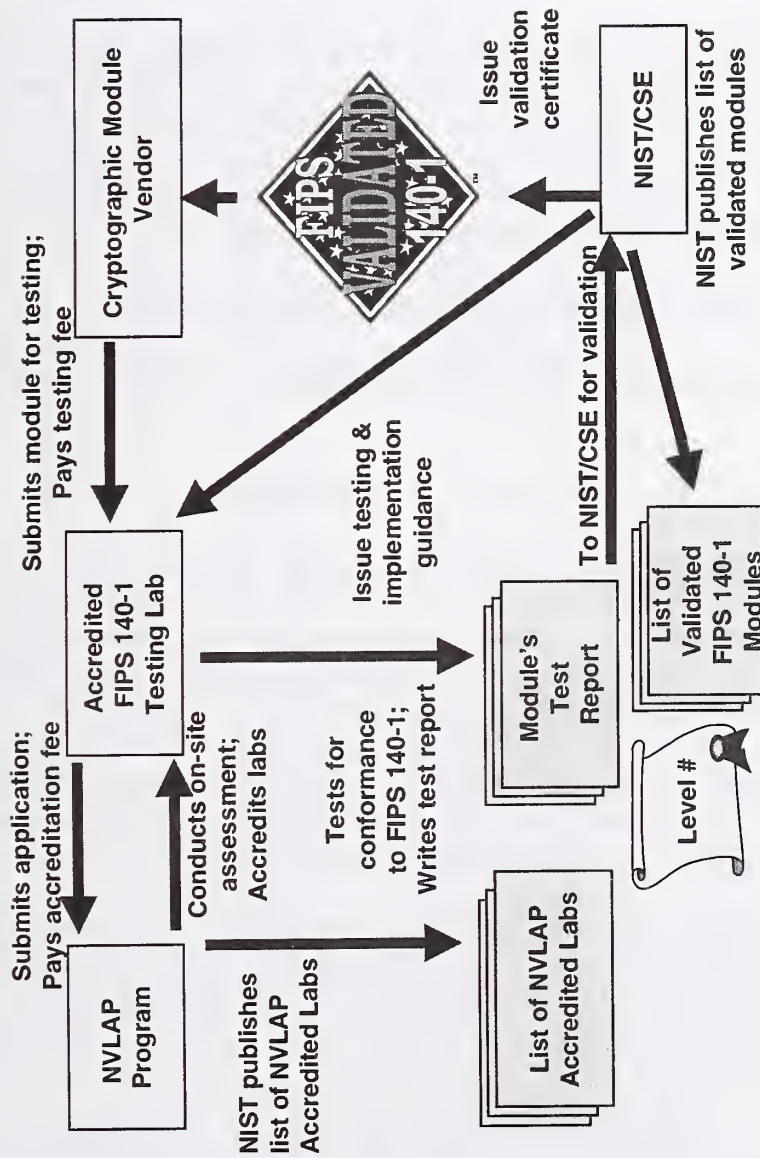 Submits application;
Pays accreditation fee
Submits module for testing;
Pays testing fee
NVLAP
Program
Accredited
FIPS 140-1
Testing Lab
Cryptographic Module
Vendor
Conducts on-site
assessment;
Accredits labs
NIST publishes
list of NVLAP
Accredited Labs
Tests for
conformance
to FIPS 140-1;
Writes test report
Issue testing &
implementation
guidance
FIPS
VALIDATED
140-1
™
Issue
validation
certificate
List of NVLAP
Accredited Labs
Module's
Test
Report
To NIST/CSE for validation
NIST/CSE
NIST publishes list of
validated modules
Level #
List of
Validated
FIPS 140-1
Modules